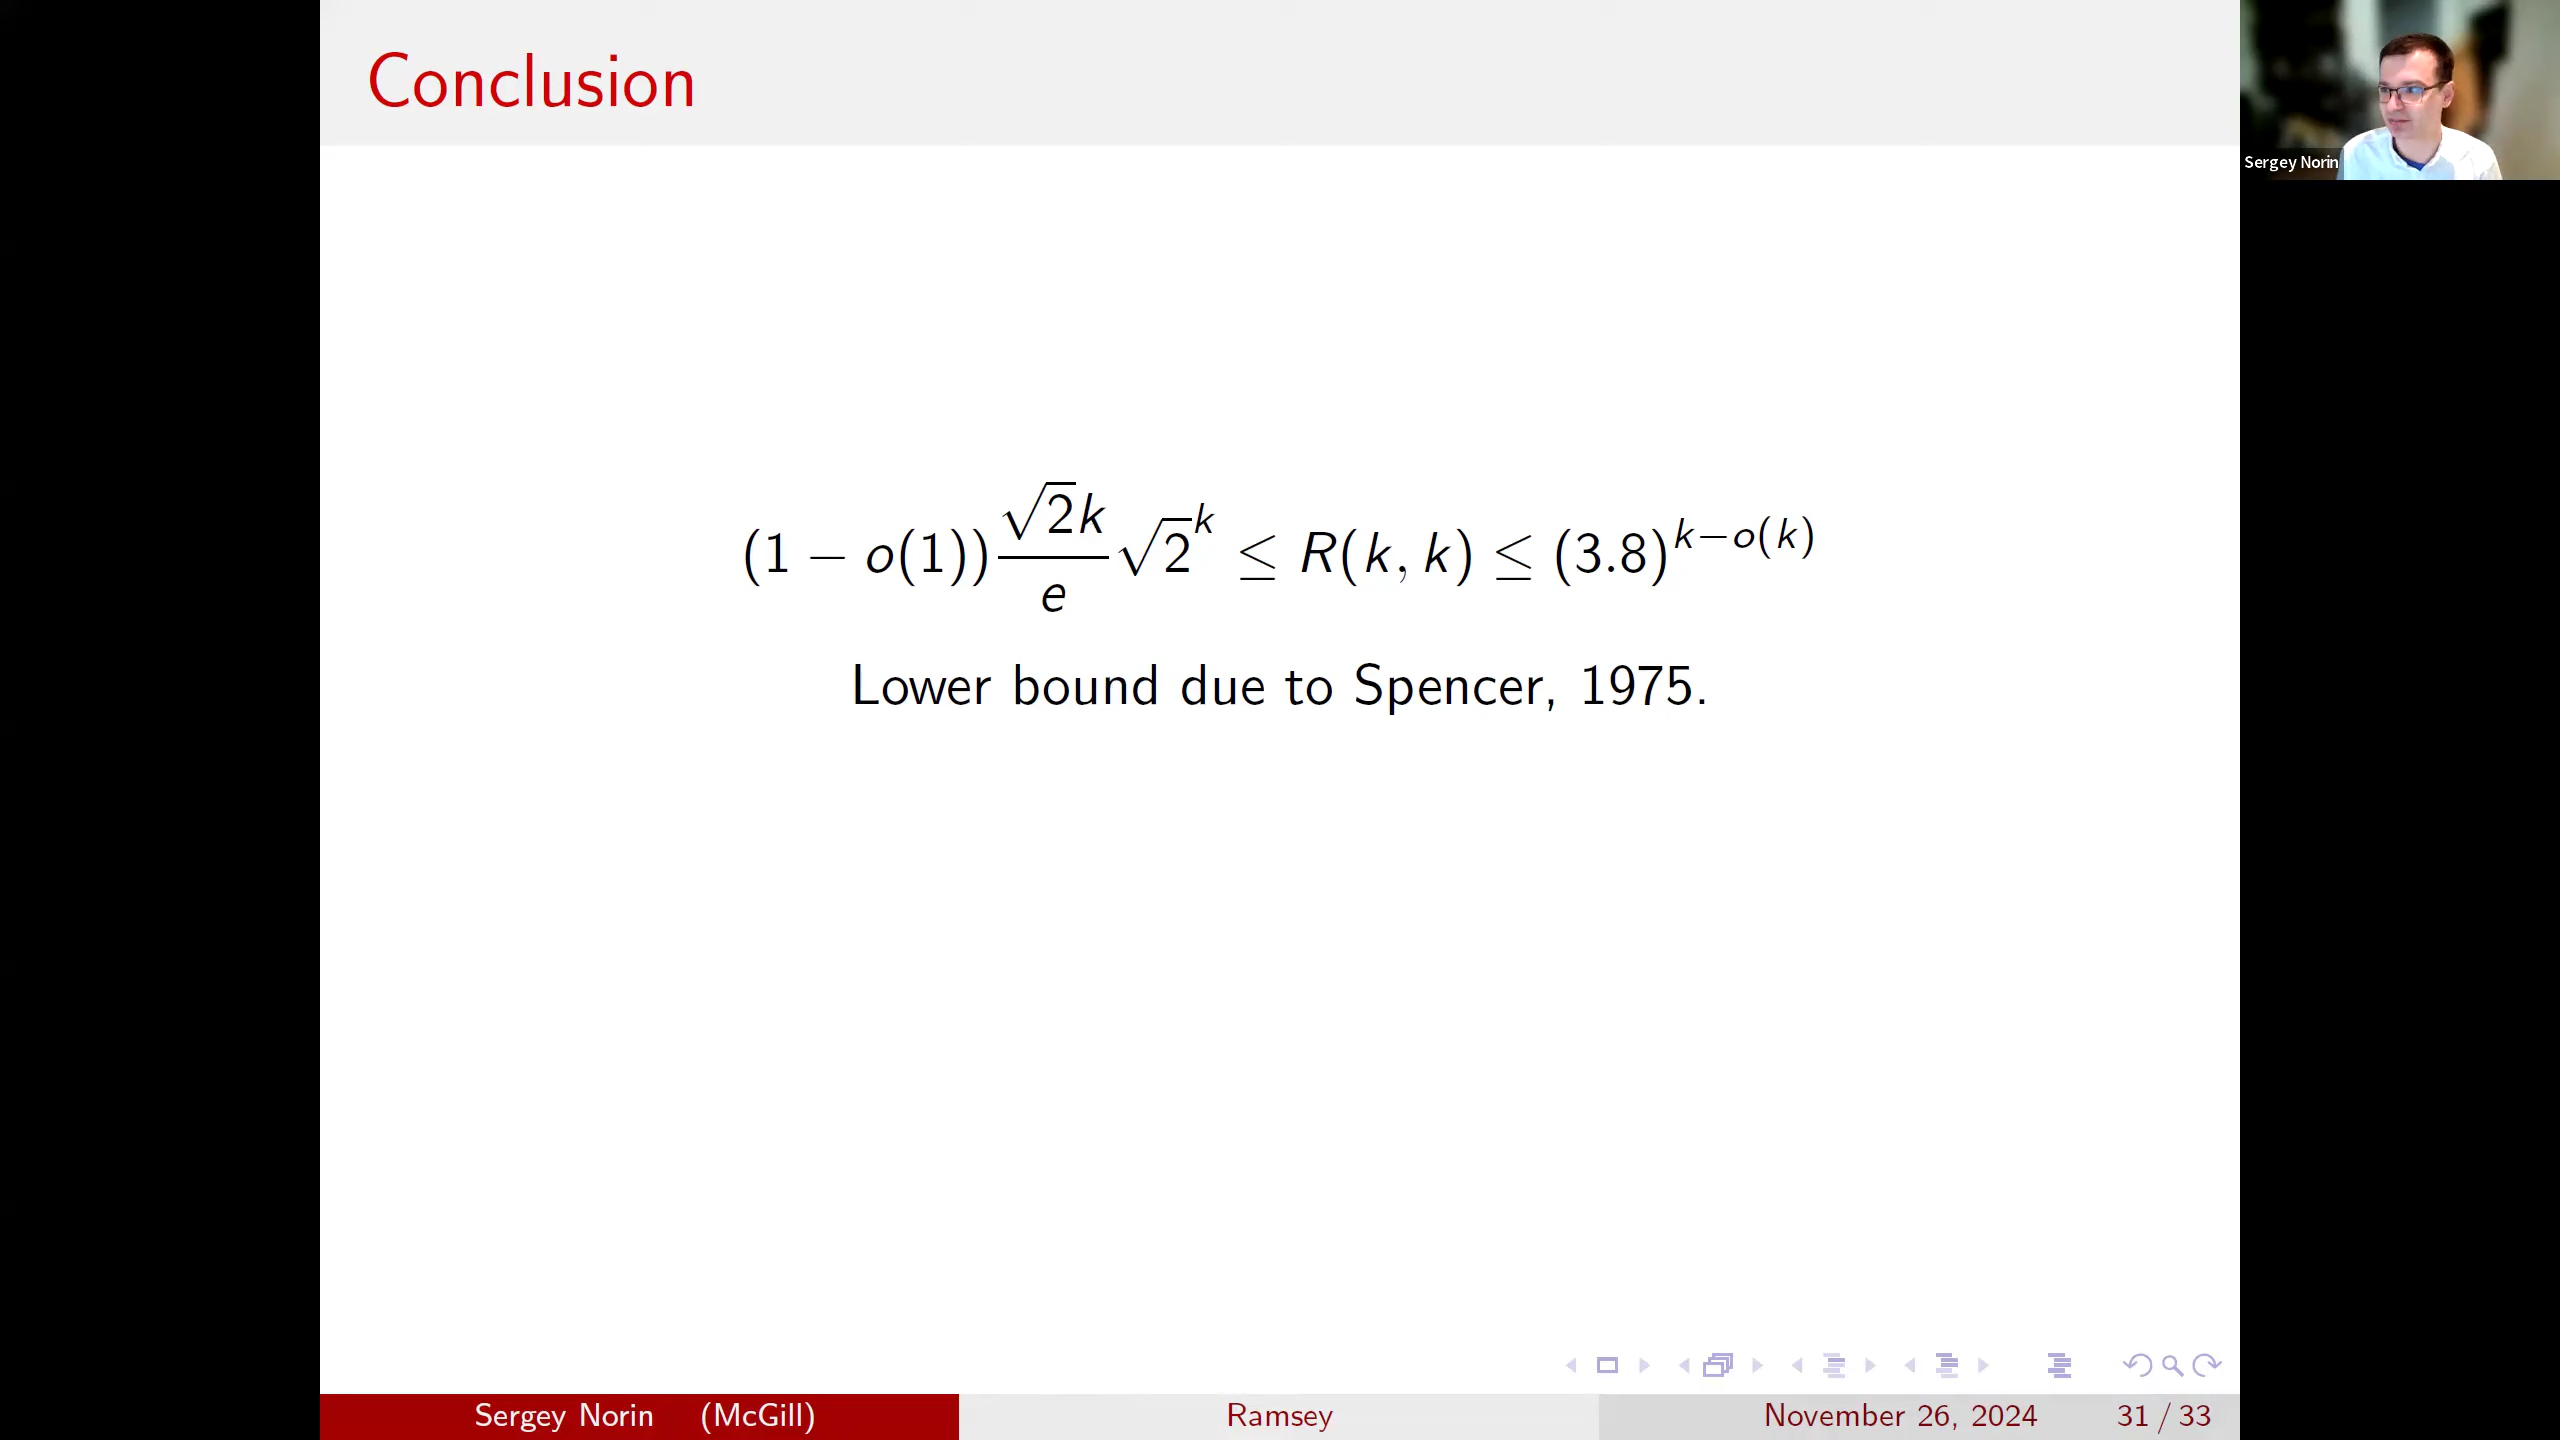 Conclusion
Sergey Norin
(1 − o(1)) √2k/e √2^k ≤ R(k, k) ≤ (3.8)^{k−o(k)}
Lower bound due to Spencer, 1975.
Sergey Norin (McGill) Ramsey November 26, 2024 31 / 33